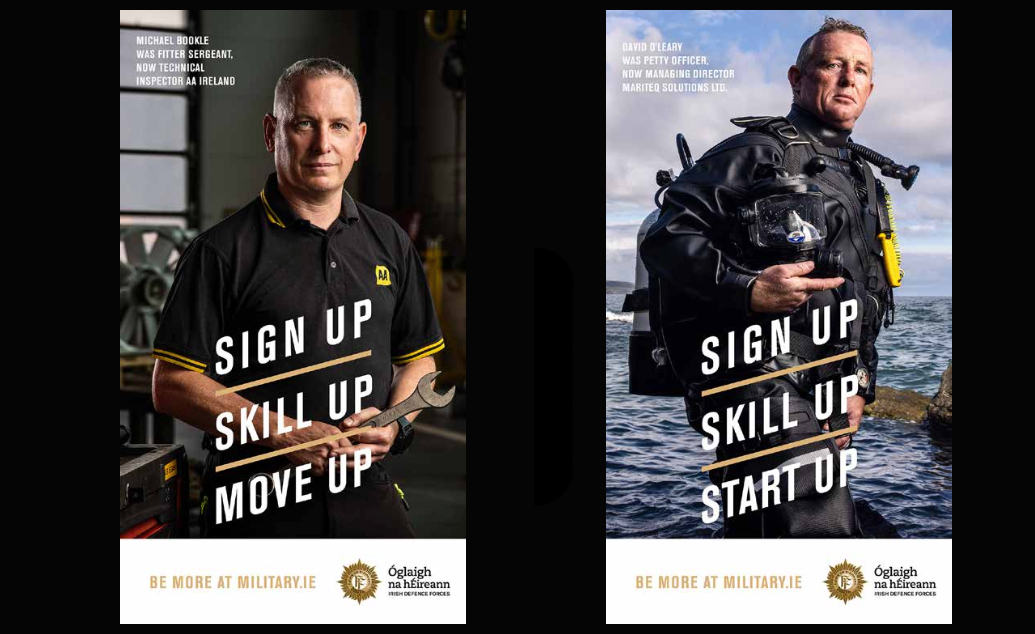 MICHAEL BOOKLE
WAS FITTER SERGEANT,
NOW TECHNICAL
INSPECTOR AA IRELAND
AA
SIGN UP
SKILL UP
MOVE UP
BE MORE AT MILITARY.IE
Óglaigh
na hÉireann
IRISH DEFENCE FORCES
DAVID O'LEARY
WAS PETTY OFFICER,
NOW MANAGING DIRECTOR
MARITEQ SOLUTIONS LTD.
SIGN UP
SKILL UP
START UP
BE MORE AT MILITARY.IE
Óglaigh
na hÉireann
IRISH DEFENCE FORCES